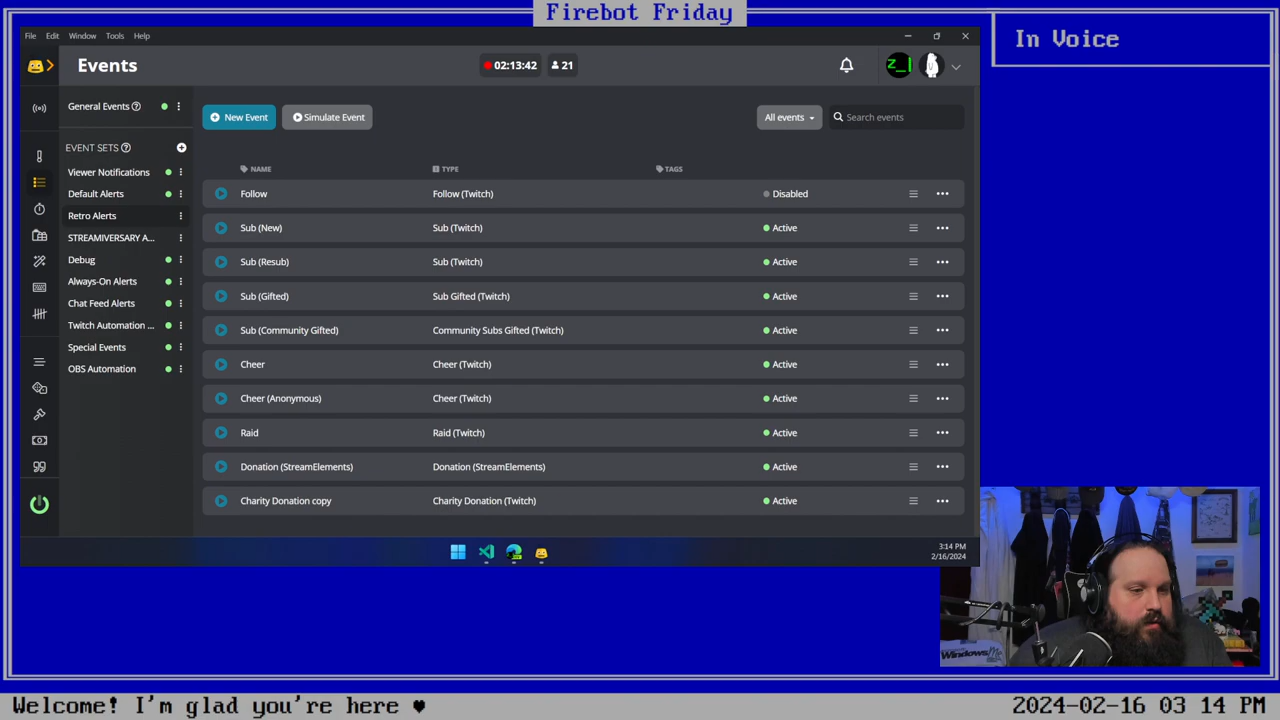 Firebot Friday
In Voice
File Edit Window Tools Help
Events
02:13:42
21
z_l
General Events
New Event
Simulate Event
All events
Search events
EVENT SETS
Viewer Notifications
Default Alerts
Retro Alerts
STREAMIVERSARY A...
Debug
Always-On Alerts
Chat Feed Alerts
Twitch Automation ...
Special Events
OBS Automation
NAME TYPE TAGS
Follow Follow (Twitch) Disabled
Sub (New) Sub (Twitch) Active
Sub (Resub) Sub (Twitch) Active
Sub (Gifted) Sub Gifted (Twitch) Active
Sub (Community Gifted) Community Subs Gifted (Twitch) Active
Cheer Cheer (Twitch) Active
Cheer (Anonymous) Cheer (Twitch) Active
Raid Raid (Twitch) Active
Donation (StreamElements) Donation (StreamElements) Active
Charity Donation copy Charity Donation (Twitch) Active
3:14 PM
2/16/2024
Windows
Welcome! I'm glad you're here ♥
2024-02-16 03 14 PM